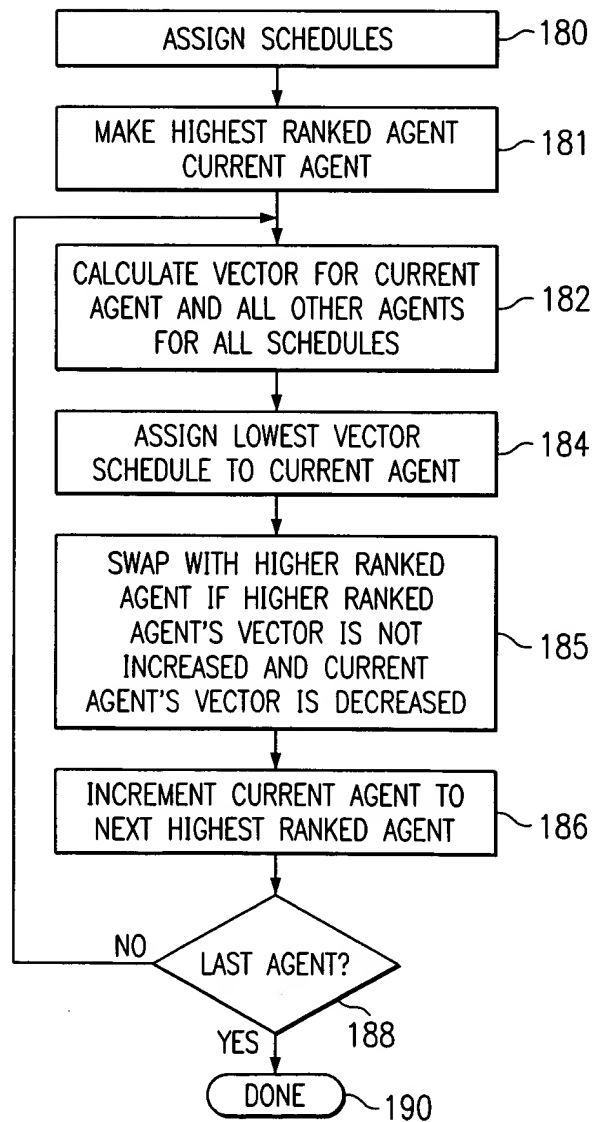 ASSIGN SCHEDULES
180
MAKE HIGHEST RANKED AGENT
CURRENT AGENT
181
CALCULATE VECTOR FOR CURRENT
AGENT AND ALL OTHER AGENTS
FOR ALL SCHEDULES
182
ASSIGN LOWEST VECTOR
SCHEDULE TO CURRENT AGENT
184
SWAP WITH HIGHER RANKED
AGENT IF HIGHER RANKED
AGENT'S VECTOR IS NOT
INCREASED AND CURRENT
AGENT'S VECTOR IS DECREASED
185
INCREMENT CURRENT AGENT TO
NEXT HIGHEST RANKED AGENT
186
NO
LAST AGENT?
188
YES
DONE
190